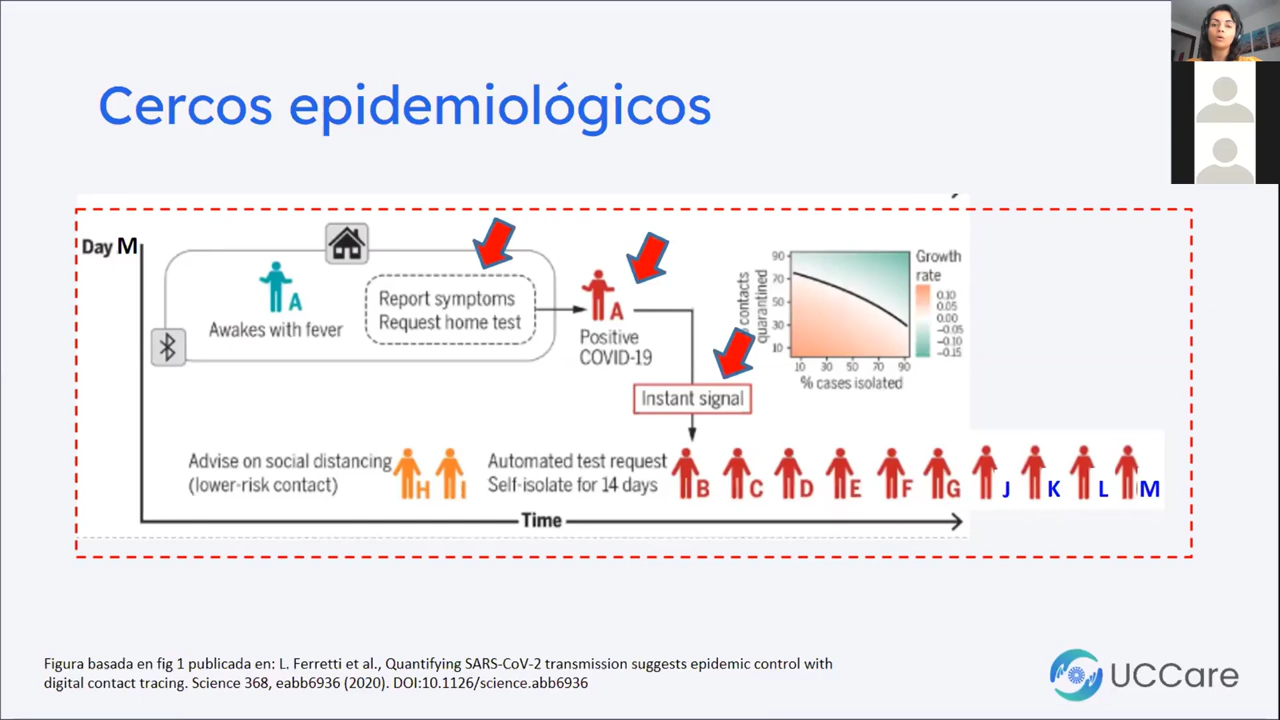 Cercos epidemiológicos
Day M
A
Awakes with fever
Report symptoms
Request home test
A
Positive
COVID-19
Instant signal
90
70
50
30
10
contacts
quarantined
10 30 50 70 90
% cases isolated
Growth
rate
0.10
0.05
0.00
−0.05
−0.10
−0.15
Advise on social distancing
(lower-risk contact)
H I
Automated test request
Self-isolate for 14 days
B C D E F G J K L M
Time
Figura basada en fig 1 publicada en: L. Ferretti et al., Quantifying SARS-CoV-2 transmission suggests epidemic control with
digital contact tracing. Science 368, eabb6936 (2020). DOI:10.1126/science.abb6936
UCCare